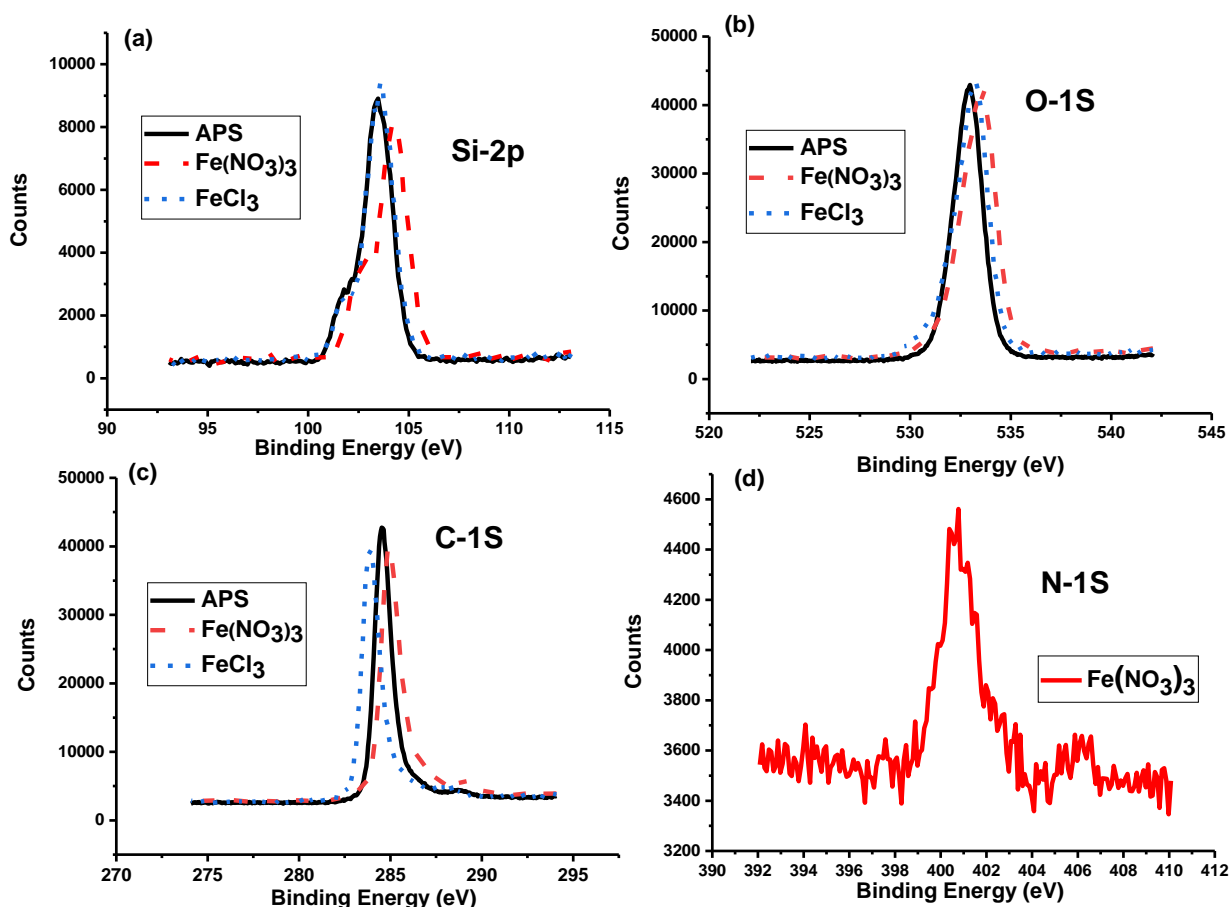 (a)
Si-2p
APS
Fe(NO3)3
FeCl3
Counts
10000
8000
6000
4000
2000
0
90 95 100 105 110 115
Binding Energy (eV)
(b)
O-1S
APS
Fe(NO3)3
FeCl3
Counts
50000
40000
30000
20000
10000
0
520 525 530 535 540 545
Binding Energy (eV)
(c)
C-1S
APS
Fe(NO3)3
FeCl3
Counts
50000
40000
30000
20000
10000
0
270 275 280 285 290 295
Binding Energy (eV)
(d)
N-1S
Fe(NO3)3
Counts
4600
4400
4200
4000
3800
3600
3400
3200
390 392 394 396 398 400 402 404 406 408 410 412
Binding Energy (eV)